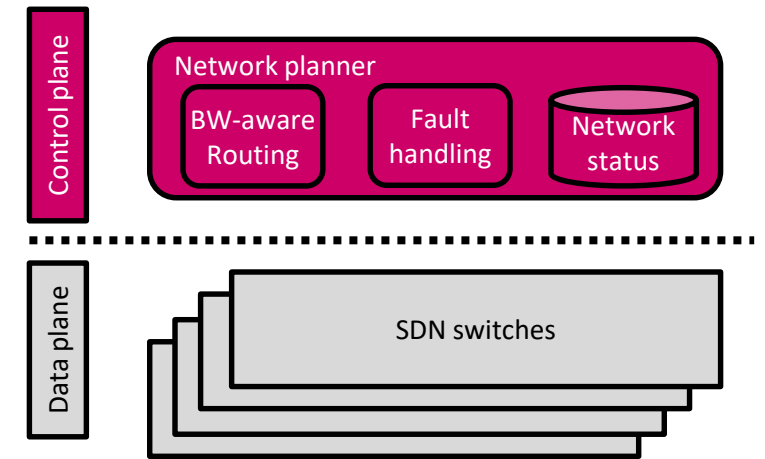 Control plane
Network planner
BW-aware
Routing
Fault
handling
Network
status
Data plane
SDN switches